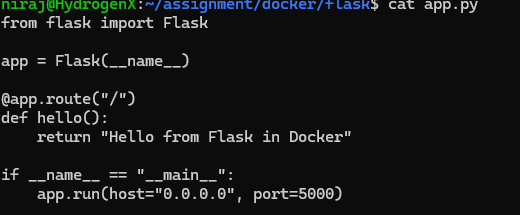 niraj@HydrogenX:~/assignment/docker/flask$ cat app.py
from flask import Flask

app = Flask(__name__)

@app.route("/")
def hello():
    return "Hello from Flask in Docker"

if __name__ == "__main__":
    app.run(host="0.0.0.0", port=5000)